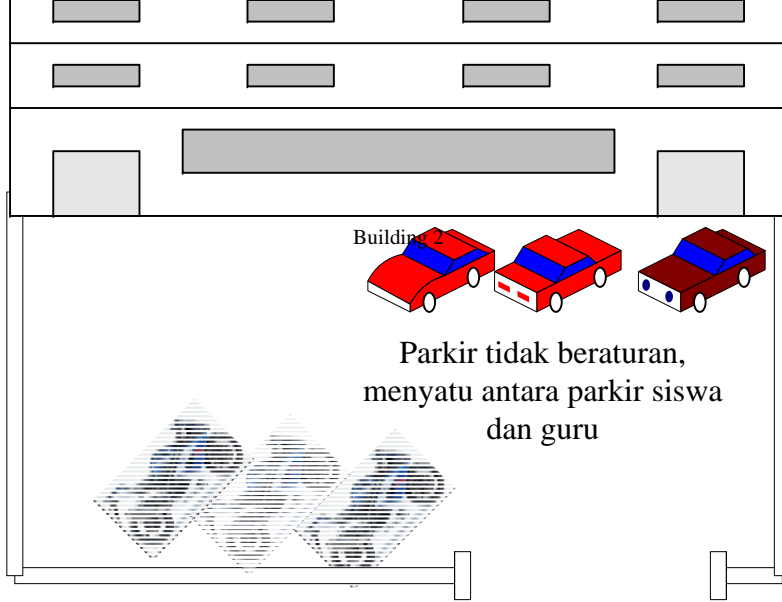 Building 2
Parkir tidak beraturan,
menyatu antara parkir siswa
dan guru